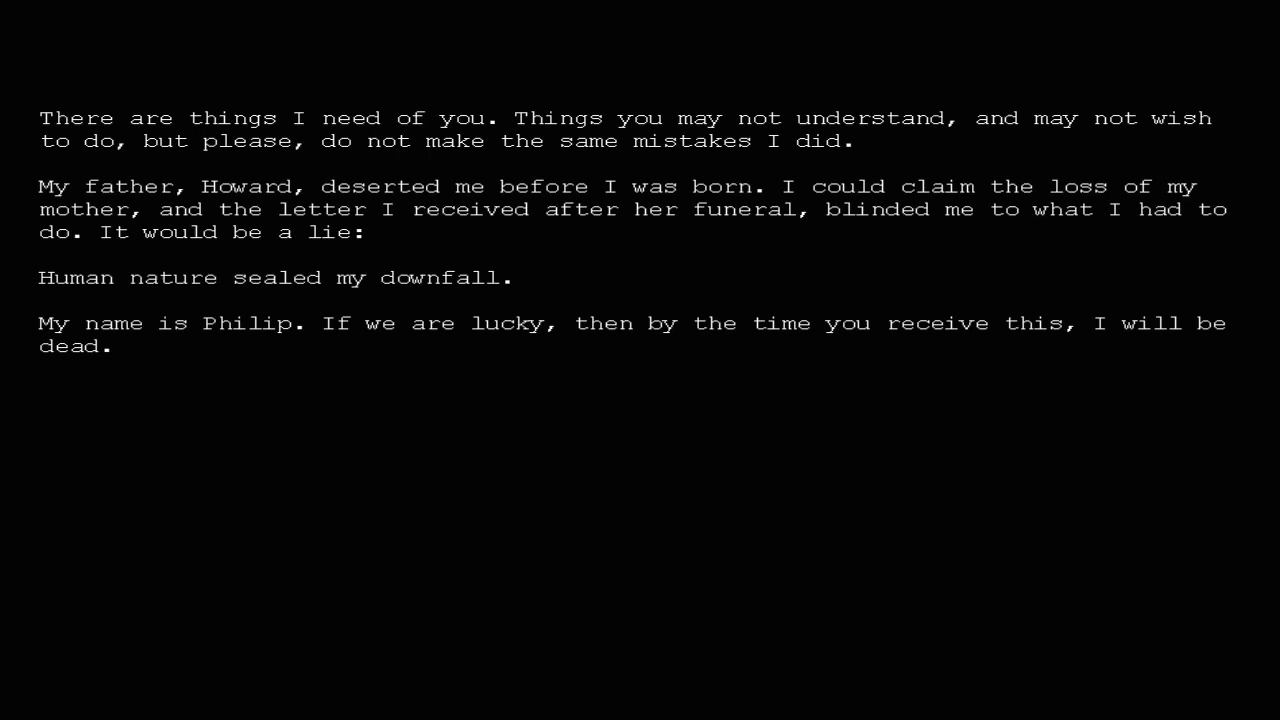 There are things I need of you. Things you may not understand, and may not wish
to do, but please, do not make the same mistakes I did.
My father, Howard, deserted me before I was born. I could claim the loss of my
mother, and the letter I received after her funeral, blinded me to what I had to
do. It would be a lie:
Human nature sealed my downfall.
My name is Philip. If we are lucky, then by the time you receive this, I will be
dead.